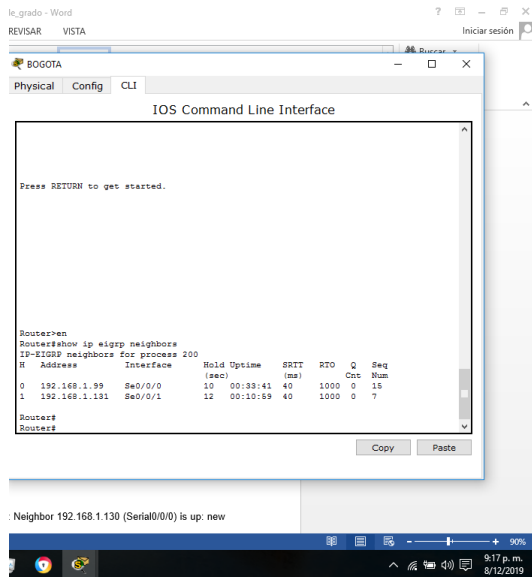 le_grado - Word
? 
REVISAR VISTA
Iniciar sesión
Buscar
BOGOTA
Physical Config CLI
IOS Command Line Interface
Press RETURN to get started.
Router>en
Router#show ip eigrp neighbors
IP-EIGRP neighbors for process 200
H Address Interface Hold Uptime SRTT RTO Q Seq
(sec) (ms) Cnt Num
0 192.168.1.99 Se0/0/0 10 00:33:41 40 1000 0 15
1 192.168.1.131 Se0/0/1 12 00:10:59 40 1000 0 7
Router#
Router#
Copy Paste
: Neighbor 192.168.1.130 (Serial0/0/0) is up: new
90%
9:17 p. m.
8/12/2019